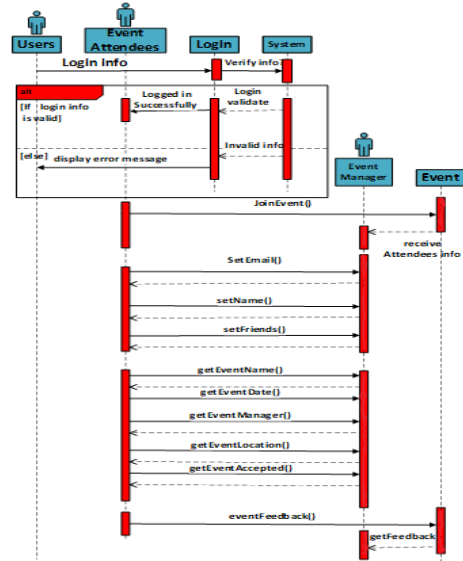 Users
Event
Attendees
Login
System
Login Info
Verify info
alt
[If login info
is valid]
Logged in
Successfully
Login
validate
Invalid info
[else]
display error message
Event
Manager
Event
JoinEvent()
receive
Attendees info
SetEmail()
setName()
setFriends()
getEventName()
getEventDate()
getEventManager()
getEventLocation()
getEventAccepted()
eventFeedback()
getFeedback